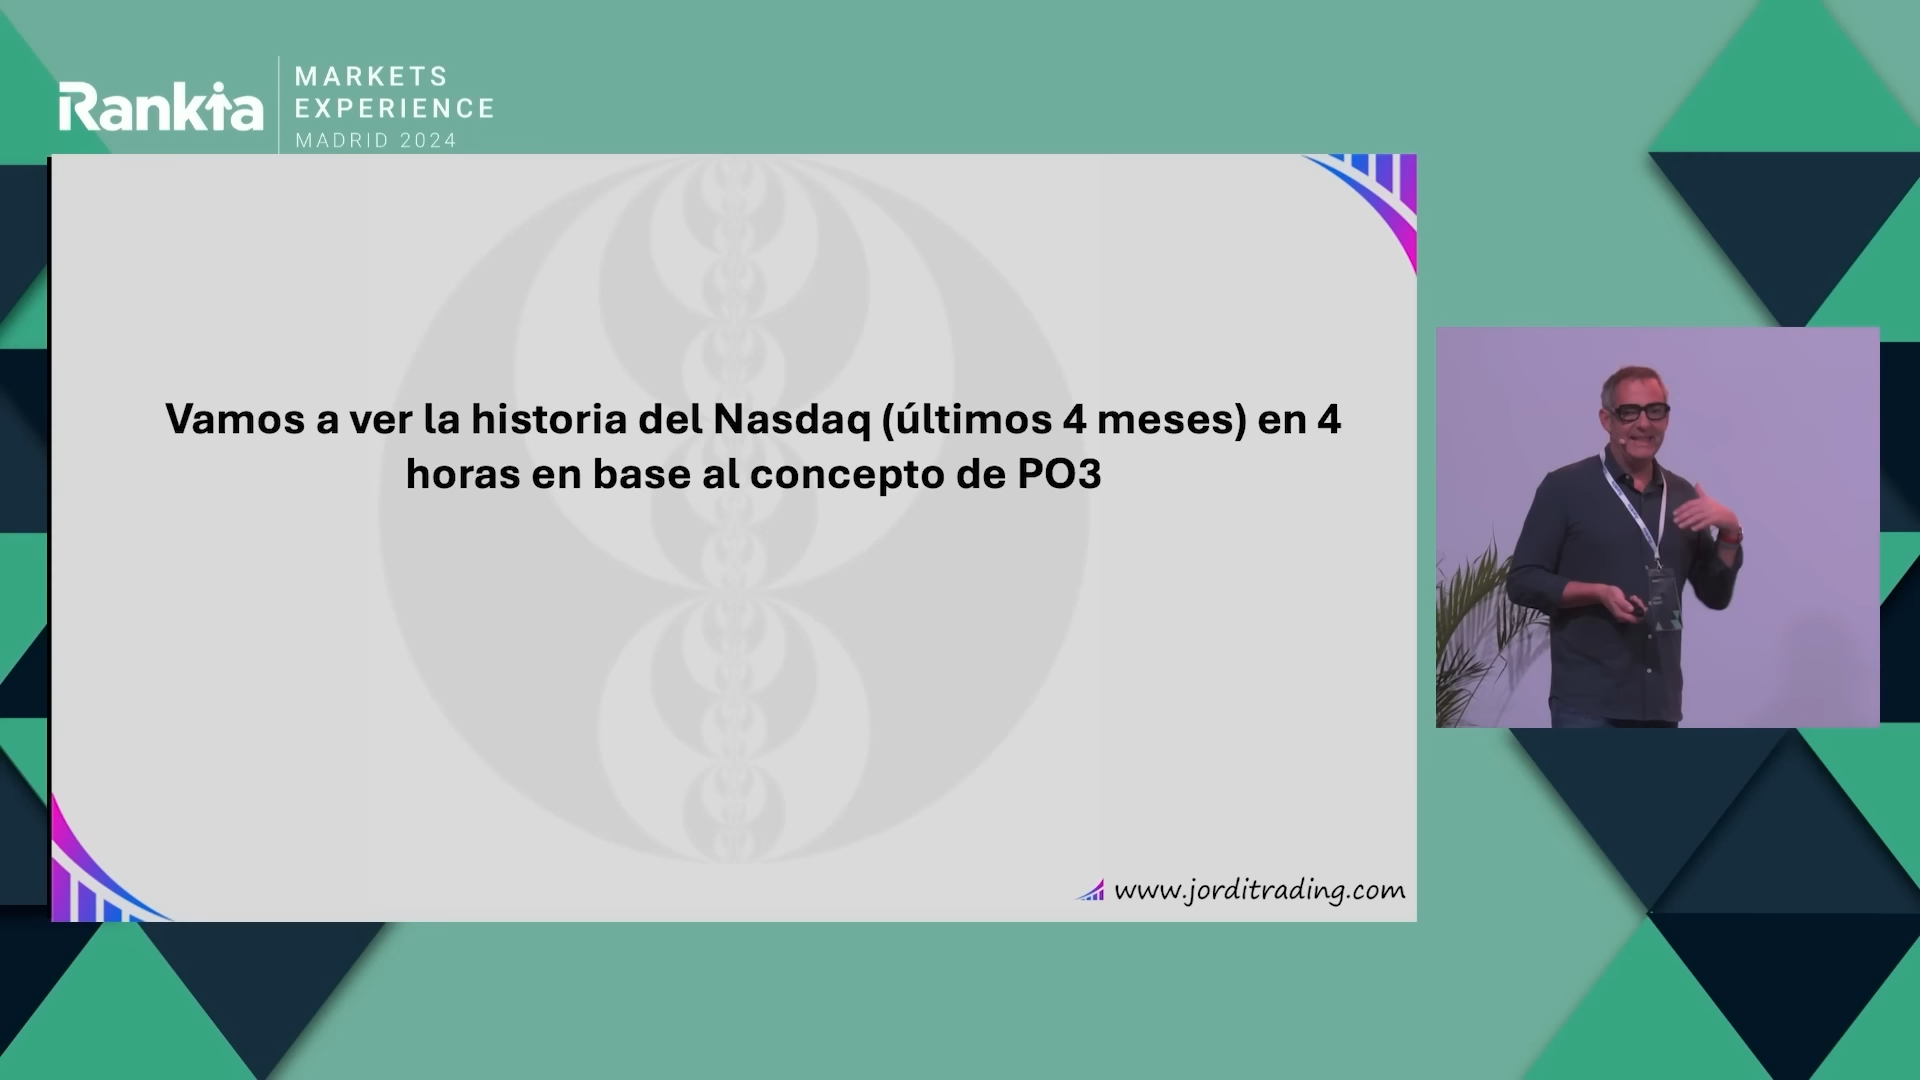 Rankia
MARKETS
EXPERIENCE
MADRID 2024
Vamos a ver la historia del Nasdaq (últimos 4 meses) en 4
horas en base al concepto de PO3
www.jorditrading.com